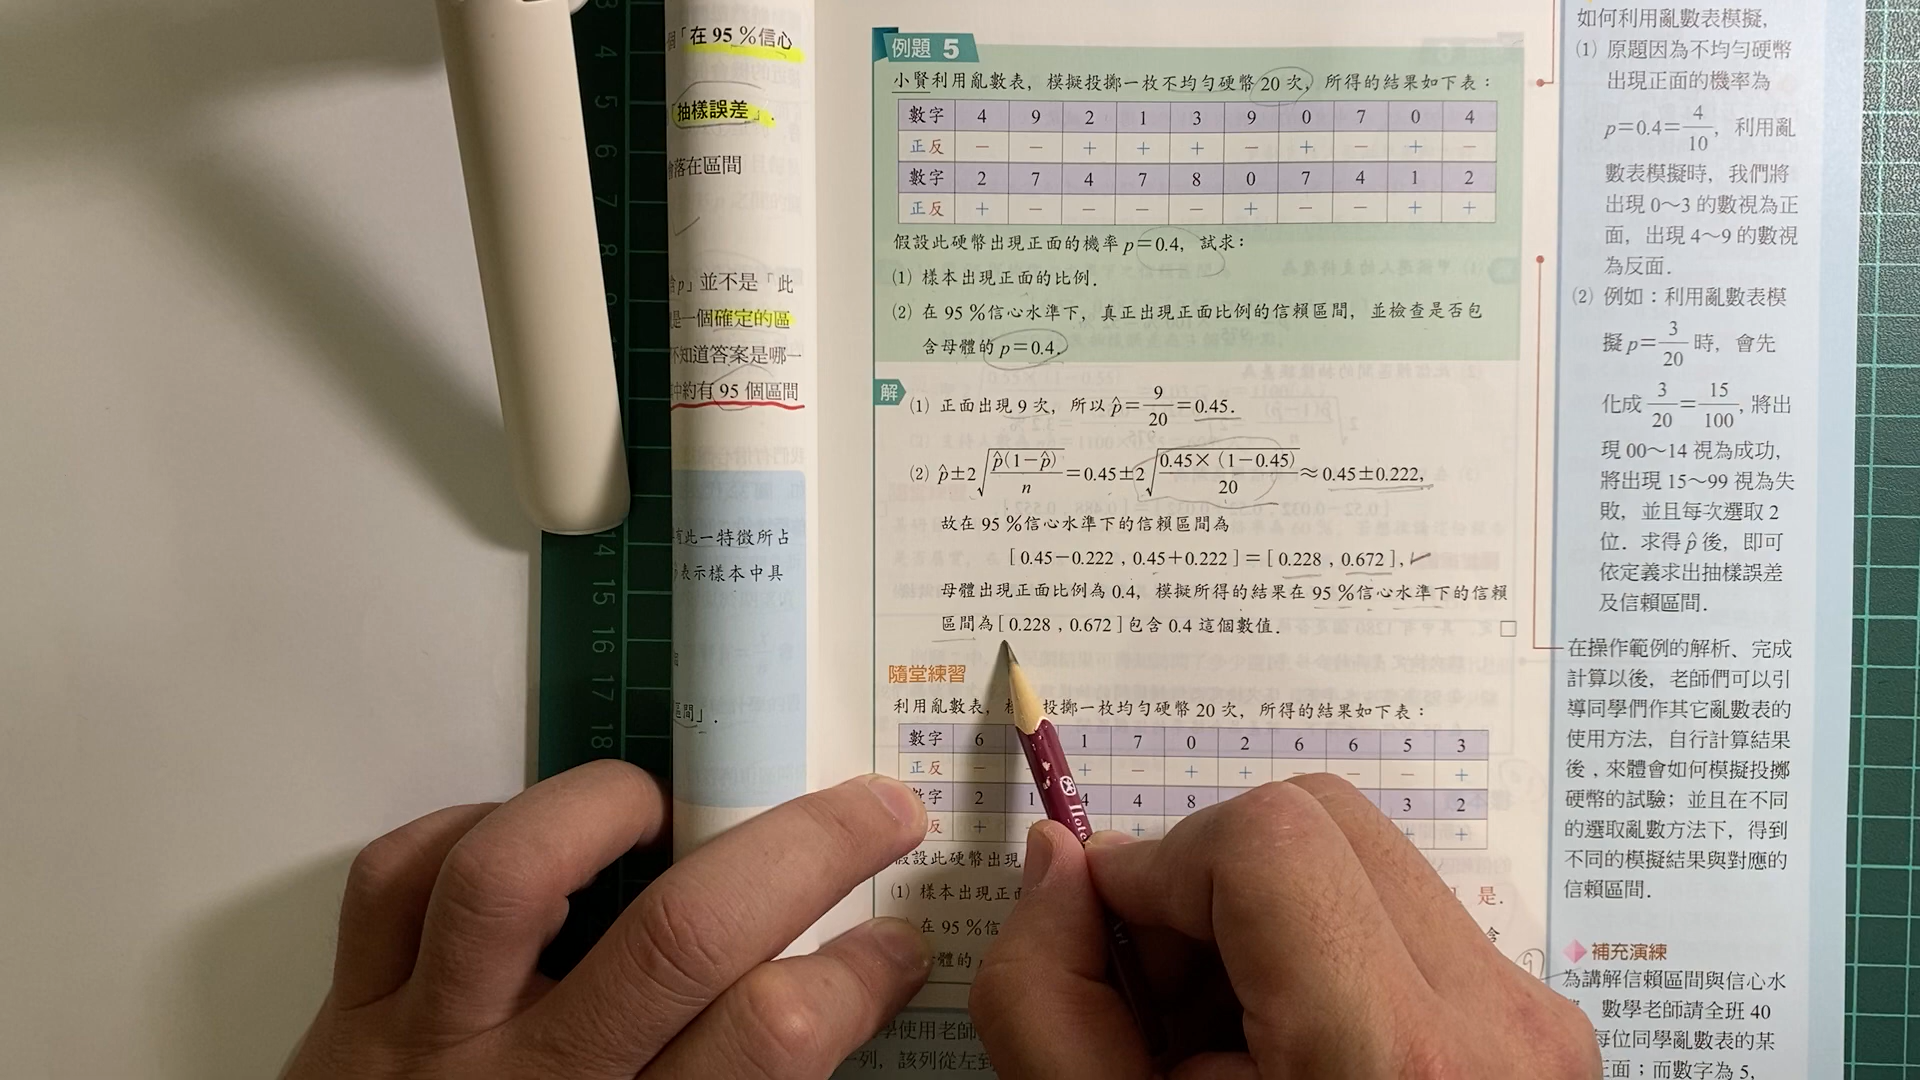 「在 95 %信心
「抽樣誤差」.
會落在區間
含p」並不是「此
是一個確定的區
不知道答案是哪一
中約有 95 個區間
有此一特徵所占
表示樣本中具
區間」.
4
5
6
7
8
9
14
15
16
17
18
例題 5
小賢利用亂數表，模擬投擲一枚不均勻硬幣 20 次，所得的結果如下表：
數字 4 9 2 1 3 9 0 7 0 4
正反 − − + + + − + − + −
數字 2 7 4 7 8 0 7 4 1 2
正反 + − − − − + − − + +
假設此硬幣出現正面的機率 p＝0.4，試求：
(1) 樣本出現正面的比例．
(2) 在 95 %信心水準下，真正出現正面比例的信賴區間，並檢查是否包
含母體的 p＝0.4.
解
(1) 正面出現 9 次，所以 p̂＝9/20＝0.45.
(2) p̂±2√(p̂(1−p̂)/n)＝0.45±2√(0.45×(1−0.45)/20)≈0.45±0.222,
故在 95 %信心水準下的信賴區間為
[ 0.45−0.222 , 0.45+0.222 ]＝[ 0.228 , 0.672 ],
母體出現正面比例為 0.4，模擬所得的結果在 95 %信心水準下的信賴
區間為[ 0.228 , 0.672 ] 包含 0.4 這個數值． □
隨堂練習
利用亂數表，模 投擲一枚均勻硬幣 20 次，所得的結果如下表：
數字 6 1 7 0 2 6 6 5 3
正反 − + − + + − − − +
字 2 1 4 4 8 3 2
反 + + + +
假設此硬幣出現
(1) 樣本出現正面 是．
在 95 %信 含
母體的
學使用老師
一列，該列從左到
如何利用亂數表模擬，
(1) 原題因為不均勻硬幣
出現正面的機率為
p＝0.4＝4/10，利用亂
數表模擬時，我們將
出現 0～3 的數視為正
面，出現 4～9 的數視
為反面．
(2) 例如：利用亂數表模
擬 p＝3/20 時，會先
化成 3/20＝15/100, 將出
現 00～14 視為成功，
將出現 15～99 視為失
敗，並且每次選取 2
位．求得 p̂ 後，即可
依定義求出抽樣誤差
及信賴區間．
在操作範例的解析、完成
計算以後，老師們可以引
導同學們作其它亂數表的
使用方法，自行計算結果
後，來體會如何模擬投擲
硬幣的試驗；並且在不同
的選取亂數方法下，得到
不同的模擬結果與對應的
信賴區間．
補充演練
為講解信賴區間與信心水
數學老師請全班 40
每位同學亂數表的某
正面；而數字為 5,